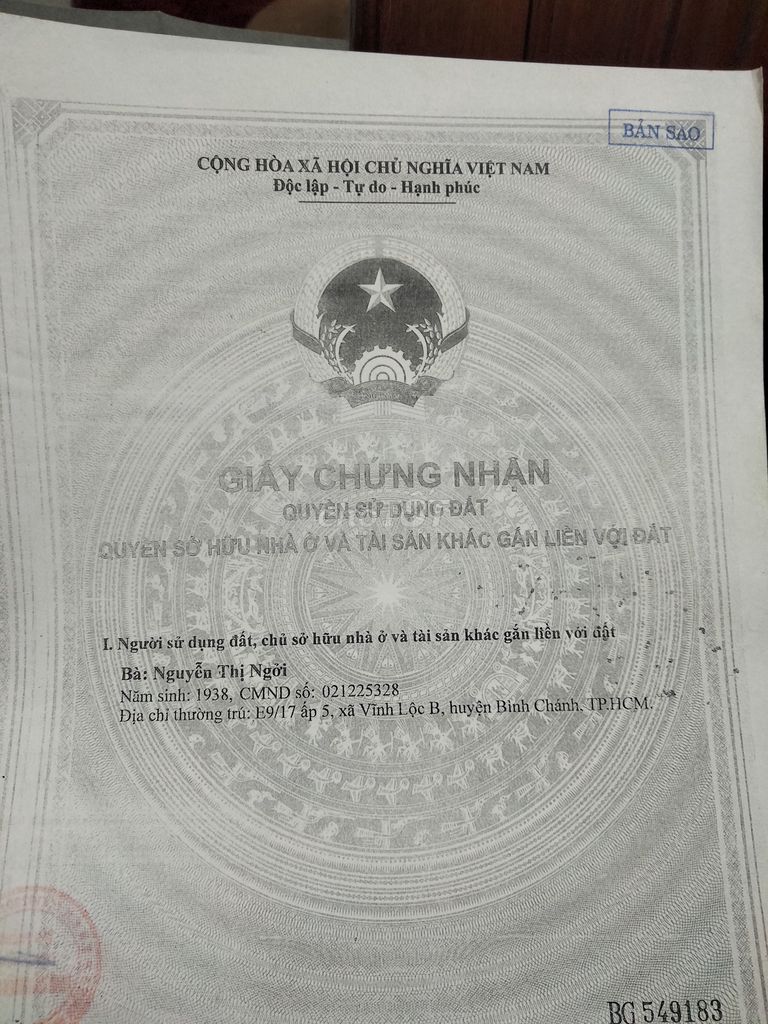 BẢN SAO
CỘNG HÒA XÃ HỘI CHỦ NGHĨA VIỆT NAM
Độc lập - Tự do - Hạnh phúc
GIẤY CHỨNG NHẬN
QUYỀN SỬ DỤNG ĐẤT
QUYỀN SỞ HỮU NHÀ Ở VÀ TÀI SẢN KHÁC GẮN LIỀN VỚI ĐẤT
I. Người sử dụng đất, chủ sở hữu nhà ở và tài sản khác gắn liền với đất
Bà: Nguyễn Thị Ngởi
Năm sinh: 1938, CMND số: 021225328
Địa chỉ thường trú: E9/17 ấp 5, xã Vĩnh Lộc B, huyện Bình Chánh, TP.HCM.
BG 549183